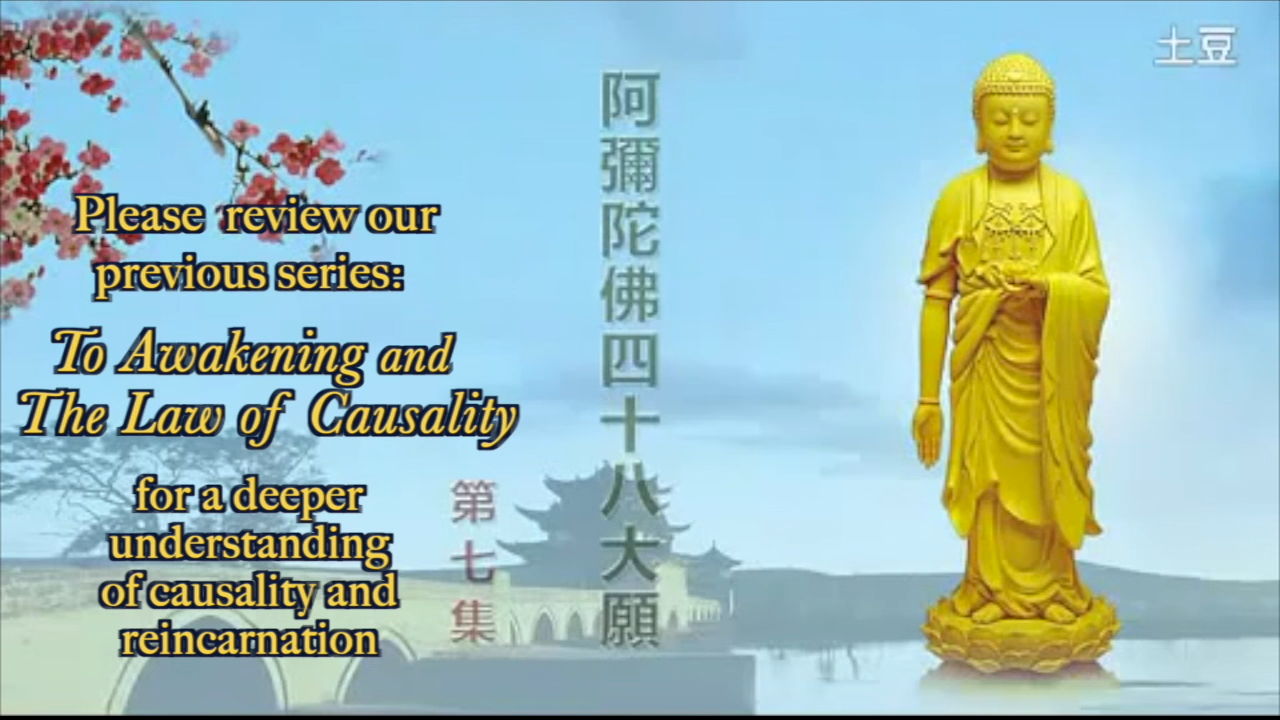 Please review our
previous series:
To Awakening and
The Law of Causality
for a deeper
understanding
of causality and
reincarnation
阿彌陀佛四十八大願
第七集
土豆